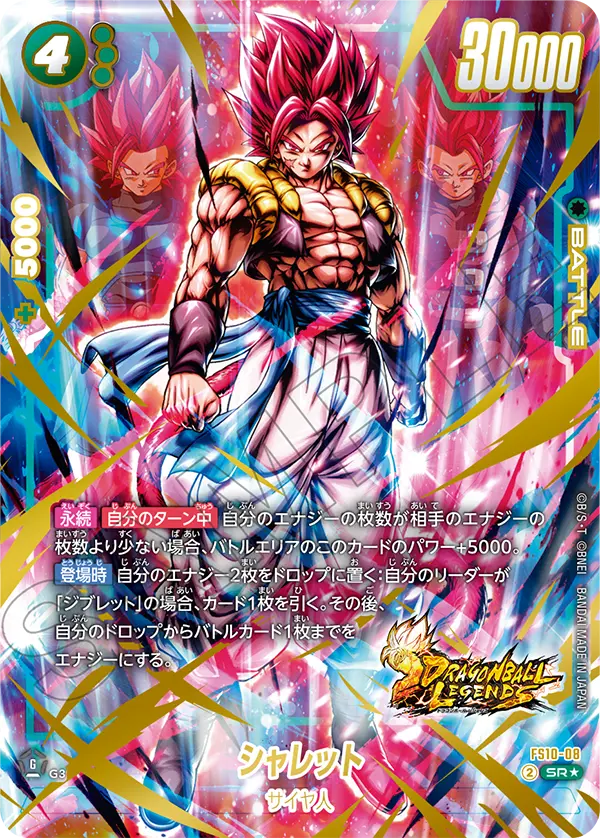 4
30000
+5000
BATTLE
永続 自分のターン中 自分のエナジーの枚数が相手のエナジーの
枚数より少ない場合、バトルエリアのこのカードのパワー+5000。
登場時 自分のエナジー2枚をドロップに置く:自分のリーダーが
「ジブレット」の場合、カード1枚を引く。その後、
自分のドロップからバトルカード1枚までを
エナジーにする。
DRAGONBALL
LEGENDS
©B/S・T ©BNEI BANDAI MADE IN JAPAN
シャレット
サイヤ人
G G3
FS10-08
2 SR★